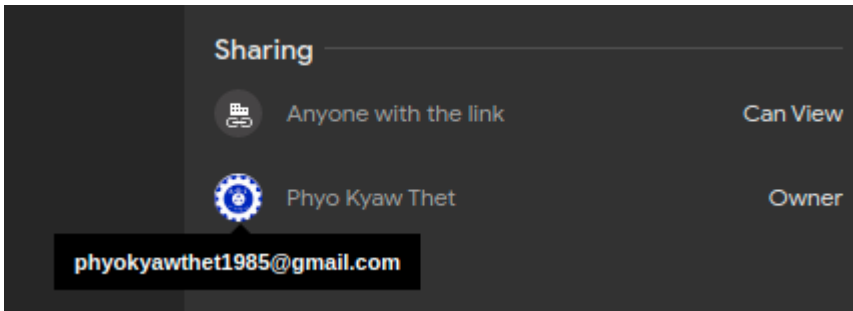 Sharing
Anyone with the link Can View
Phyo Kyaw Thet Owner
phyokyawthet1985@gmail.com